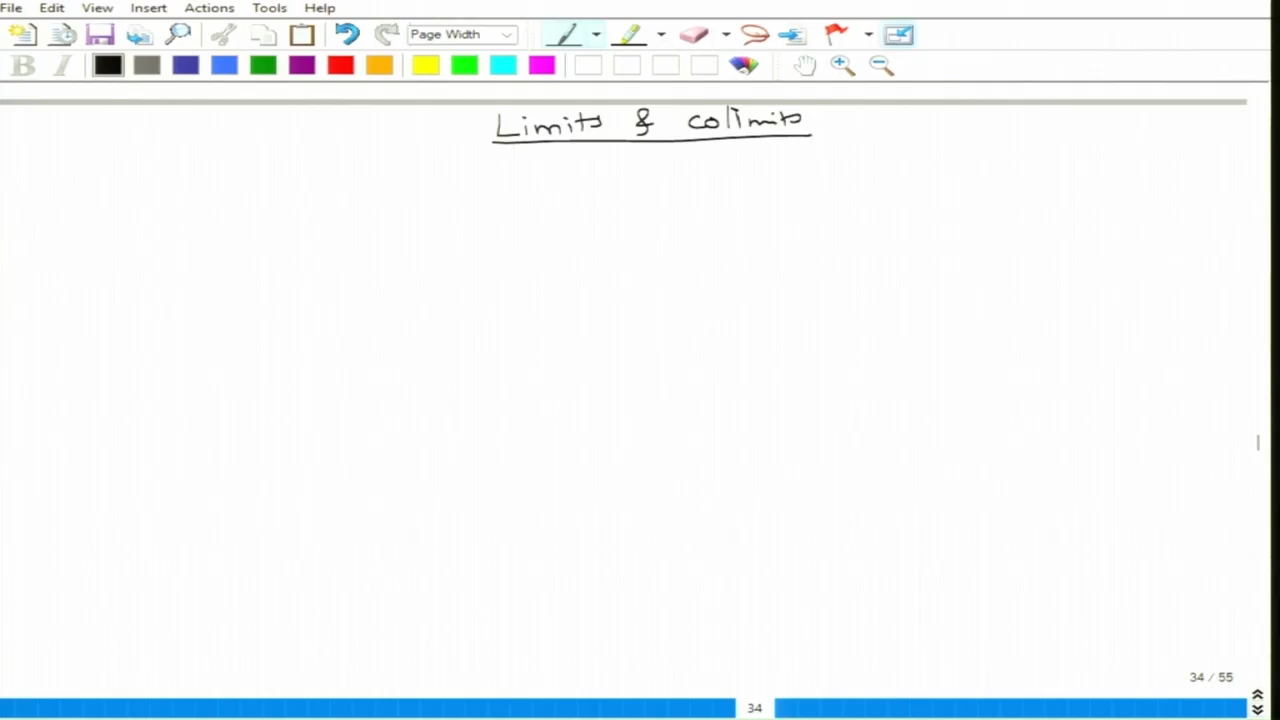 File Edit View Insert Actions Tools Help
Page Width
B I
Limits & colimits
34 / 55
34